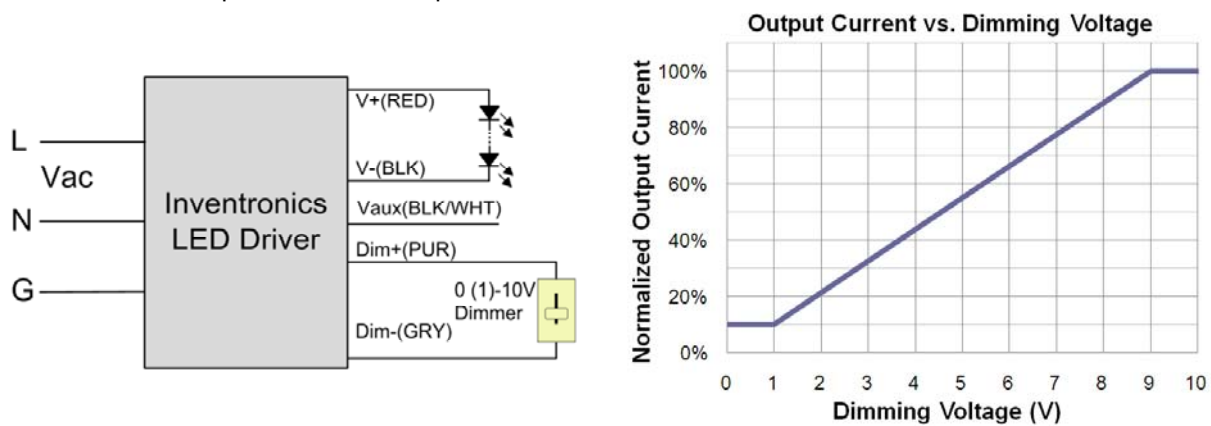 V+(RED)
L
Vac
V-(BLK)
Inventronics
LED Driver
Vaux(BLK/WHT)
N
Dim+(PUR)
G
0 (1)-10V
Dimmer
Dim-(GRY)
Output Current vs. Dimming Voltage
Normalized Output Current
100%
80%
60%
40%
20%
0%
0 1 2 3 4 5 6 7 8 9 10
Dimming Voltage (V)